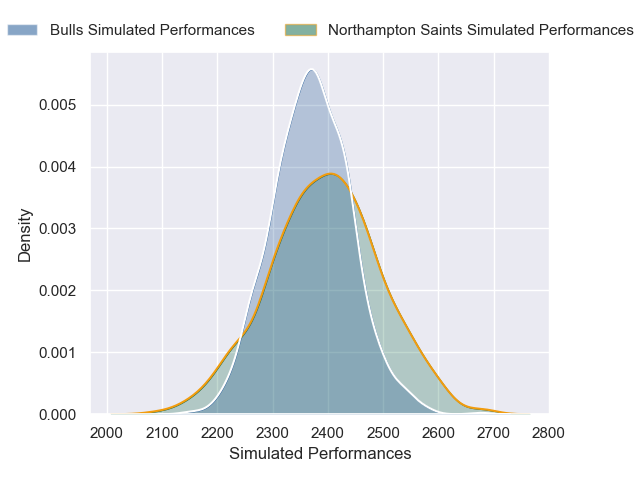 Bulls Simulated Performances Northampton Saints Simulated Performances
0.005
0.004
0.003
0.002
0.001
0.000
Density
2000 2100 2200 2300 2400 2500 2600 2700 2800
Simulated Performances